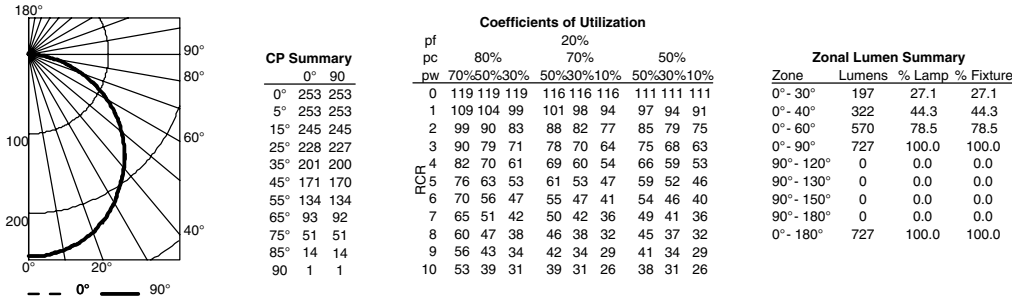 180°
90°
80°
60°
40°
20°
0°
100
200
0° 90°
CP Summary
0° 90
0° 253 253
5° 253 253
15° 245 245
25° 228 227
35° 201 200
45° 171 170
55° 134 134
65° 93 92
75° 51 51
85° 14 14
90 1 1
Coefficients of Utilization
pf 20%
pc 80% 70% 50%
pw 70%50%30% 50%30%10% 50%30%10%
RCR
0 119 119 119 116 116 116 111 111 111
1 109 104 99 101 98 94 97 94 91
2 99 90 83 88 82 77 85 79 75
3 90 79 71 78 70 64 75 68 63
4 82 70 61 69 60 54 66 59 53
5 76 63 53 61 53 47 59 52 46
6 70 56 47 55 47 41 54 46 40
7 65 51 42 50 42 36 49 41 36
8 60 47 38 46 38 32 45 37 32
9 56 43 34 42 34 29 41 34 29
10 53 39 31 39 31 26 38 31 26
Zonal Lumen Summary
Zone Lumens % Lamp % Fixture
0°- 30° 197 27.1 27.1
0°- 40° 322 44.3 44.3
0°- 60° 570 78.5 78.5
0°- 90° 727 100.0 100.0
90°- 120° 0 0.0 0.0
90°- 130° 0 0.0 0.0
90°- 150° 0 0.0 0.0
90°- 180° 0 0.0 0.0
0°- 180° 727 100.0 100.0